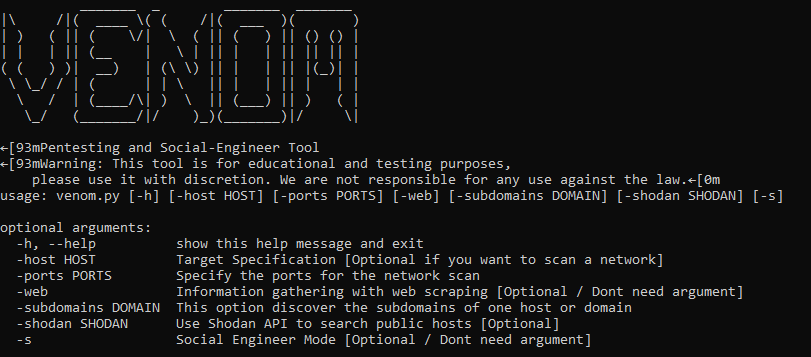 VENOM
←[93mPentesting and Social-Engineer Tool
←[93mWarning: This tool is for educational and testing purposes,
    please use it with discretion. We are not responsible for any use against the law.←[0m
usage: venom.py [-h] [-host HOST] [-ports PORTS] [-web] [-subdomains DOMAIN] [-shodan SHODAN] [-s]
optional arguments:
  -h, --help          show this help message and exit
  -host HOST          Target Specification [Optional if you want to scan a network]
  -ports PORTS        Specify the ports for the network scan
  -web                Information gathering with web scraping [Optional / Dont need argument]
  -subdomains DOMAIN  This option discover the subdomains of one host or domain
  -shodan SHODAN      Use Shodan API to search public hosts [Optional]
  -s                  Social Engineer Mode [Optional / Dont need argument]